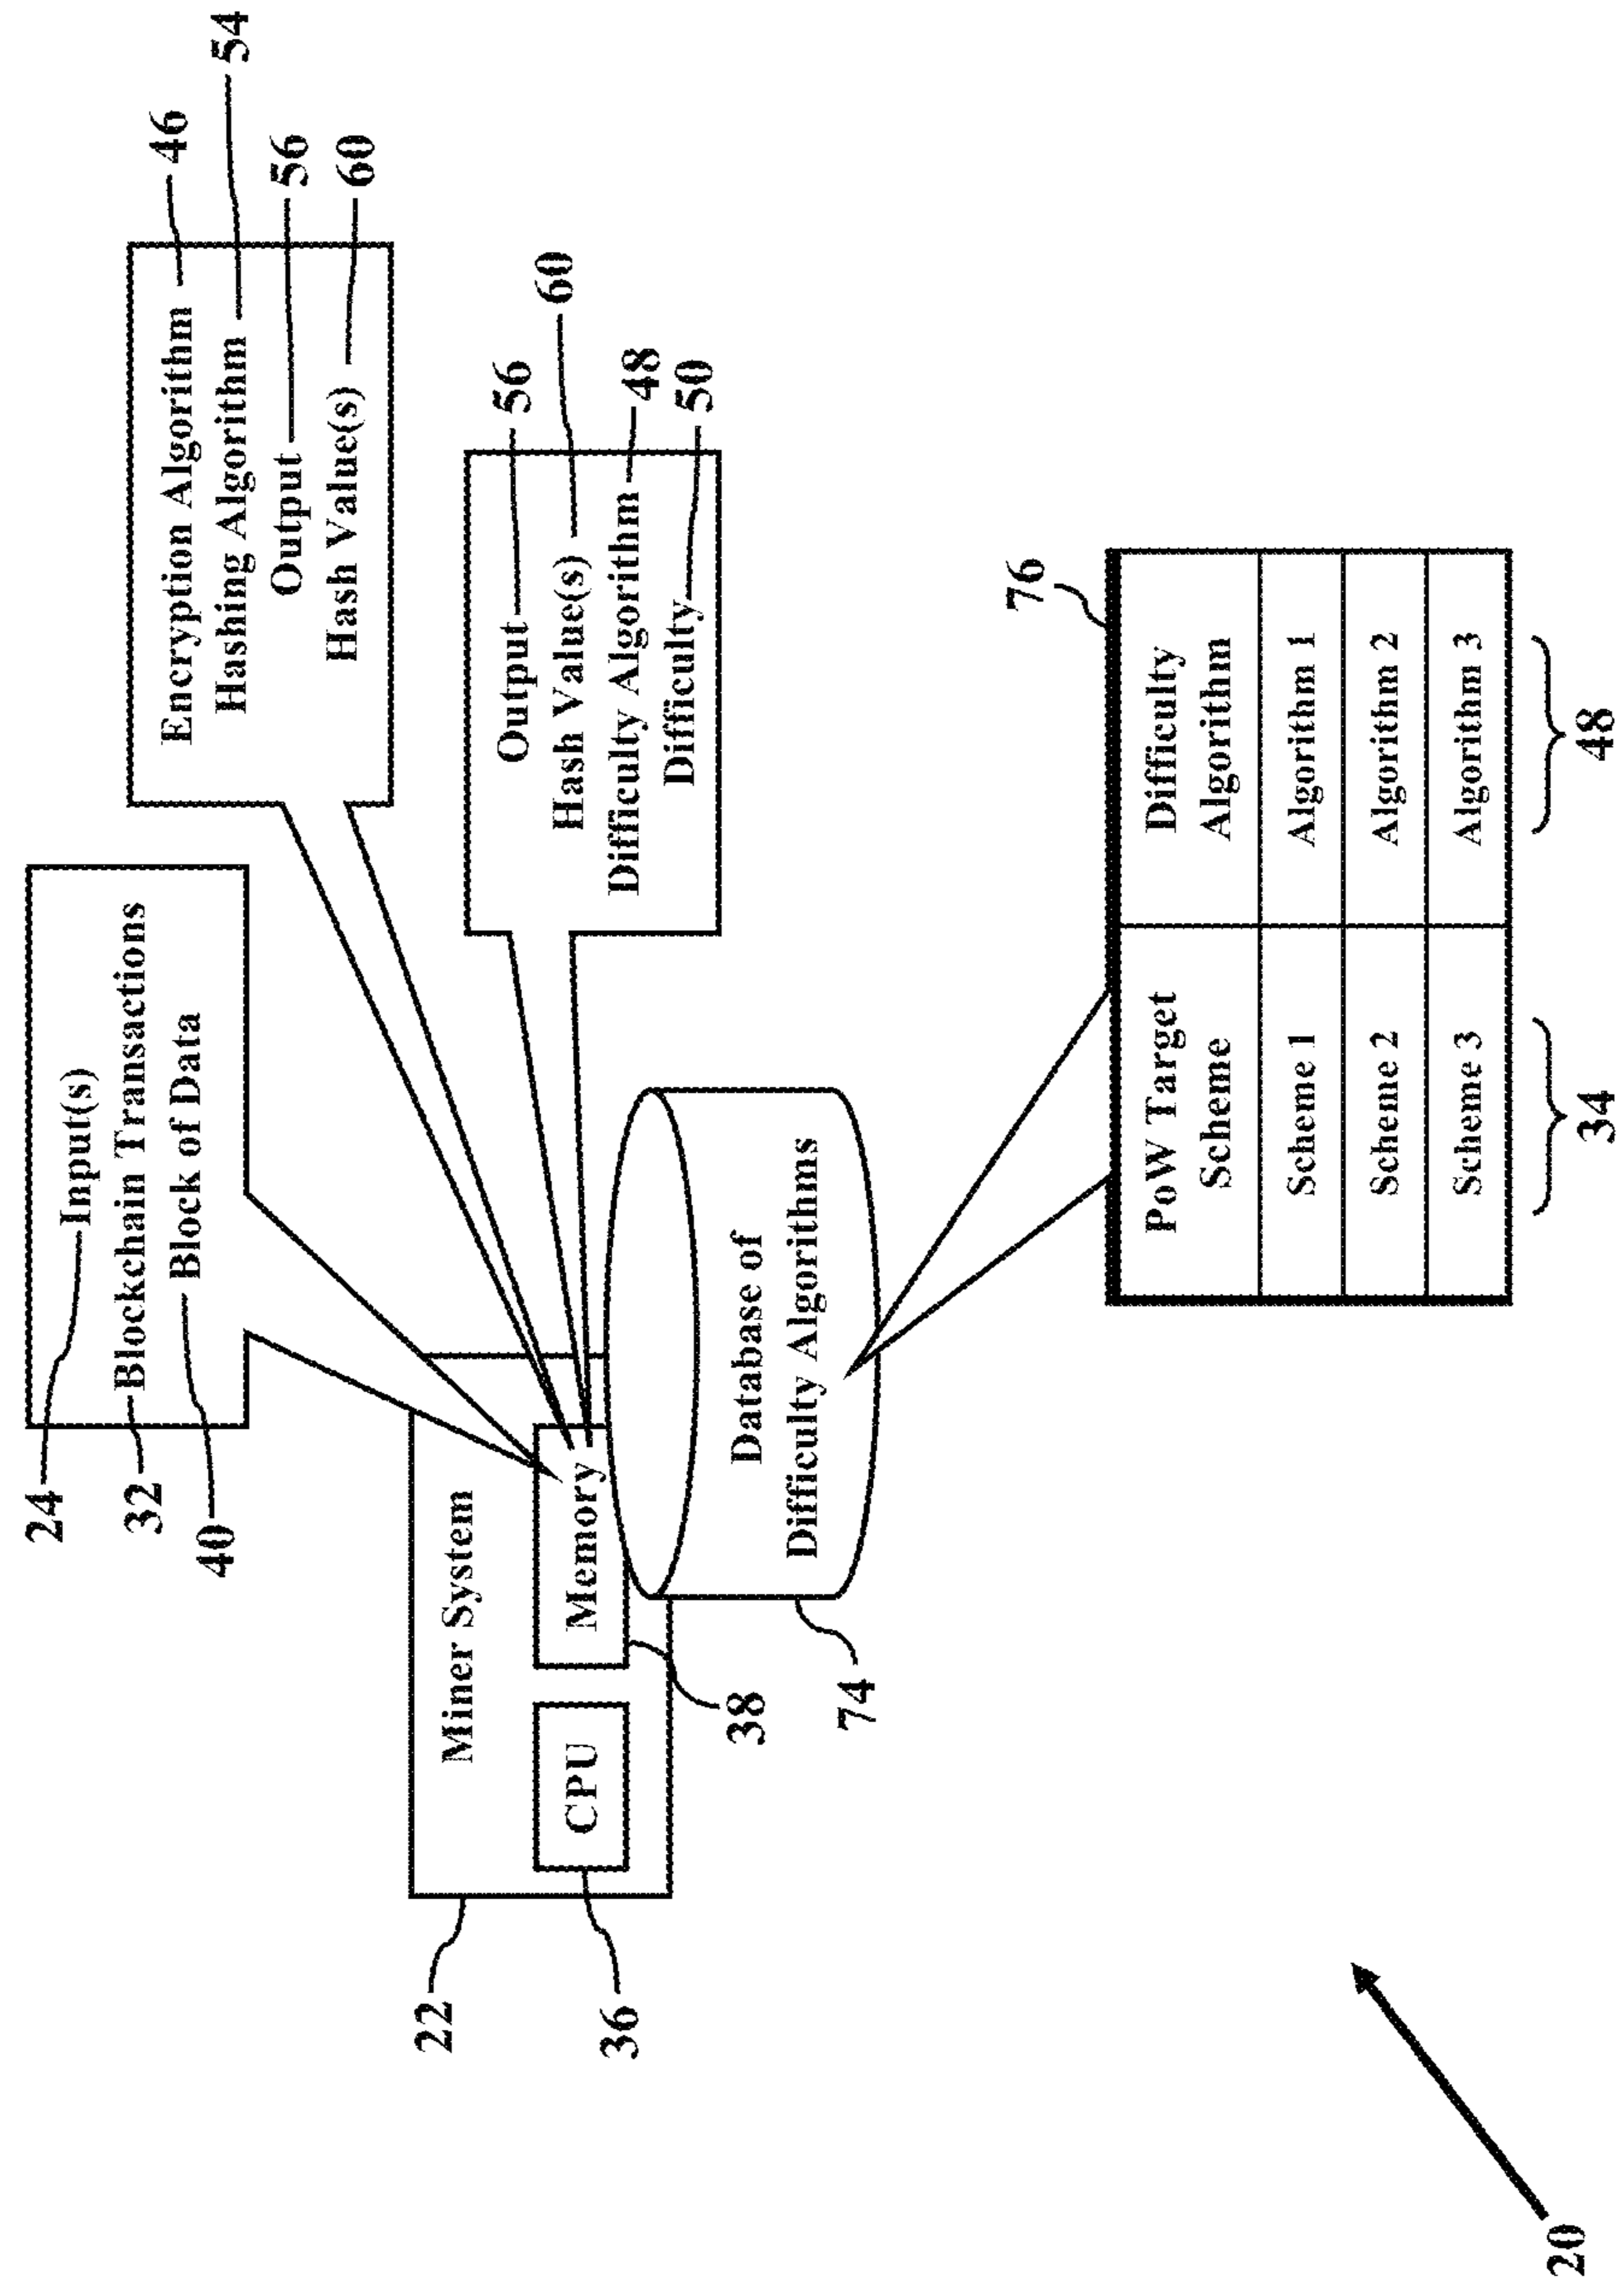 24 Input(s)
32 Blockchain Transactions
40 Block of Data
Encryption Algorithm 46
Hashing Algorithm 54
Output 56
Hash Value(s) 60
Output 56
Hash Value(s) 60
Difficulty Algorithm 48
Difficulty 50
22
Miner System
36
CPU
Memory
38
74
Database of
Difficulty Algorithms
76
PoW Target
Scheme
Difficulty
Algorithm
Scheme 1 Algorithm 1
Scheme 2 Algorithm 2
Scheme 3 Algorithm 3
34 48
20